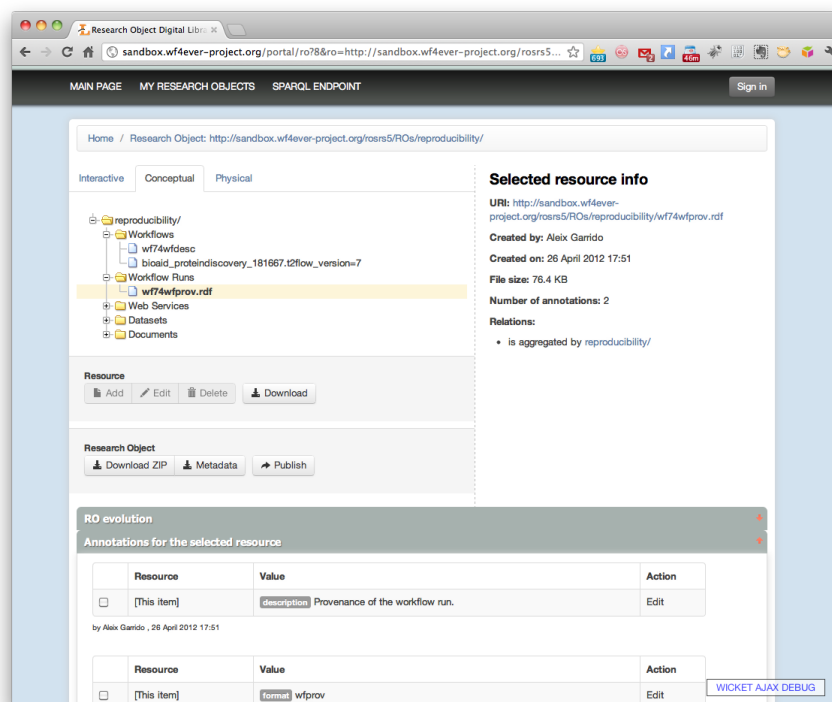 Research Object Digital Libra
sandbox.wf4ever-project.org/portal/ro?8&ro=http://sandbox.wf4ever-project.org/rosrs5...
693
2
46m
MAIN PAGE MY RESEARCH OBJECTS SPARQL ENDPOINT Sign in
Home / Research Object: http://sandbox.wf4ever-project.org/rosrs5/ROs/reproducibility/
Interactive Conceptual Physical
reproducibility/
Workflows
wf74wfdesc
bioaid_proteindiscovery_181667.t2flow_version=7
Workflow Runs
wf74wfprov.rdf
Web Services
Datasets
Documents
Resource
Add Edit Delete Download
Research Object
Download ZIP Metadata Publish
Selected resource info
URI: http://sandbox.wf4ever-
project.org/rosrs5/ROs/reproducibility/wf74wfprov.rdf
Created by: Aleix Garrido
Created on: 26 April 2012 17:51
File size: 76.4 KB
Number of annotations: 2
Relations:
• is aggregated by reproducibility/
RO evolution
Annotations for the selected resource
Resource Value Action
[This item] description Provenance of the workflow run. Edit
by Aleix Garrido , 26 April 2012 17:51
Resource Value Action
[This item] format wfprov Edit
WICKET AJAX DEBUG